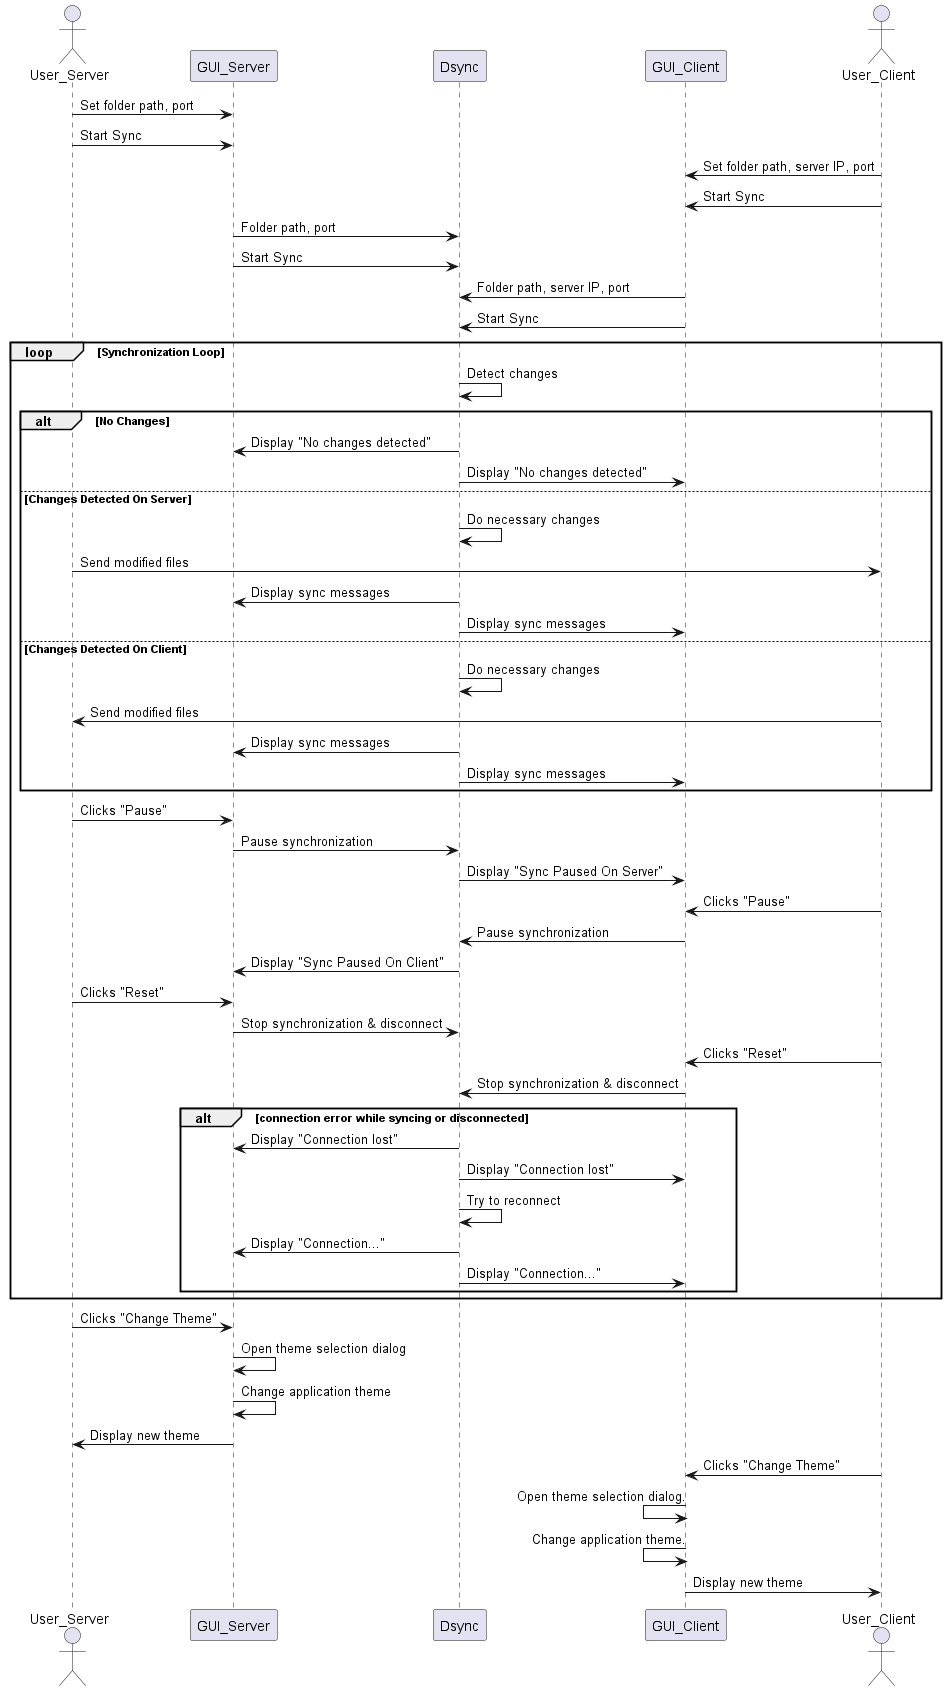 User_Server
GUI_Server
Dsync
GUI_Client
User_Client
Set folder path, port
Start Sync
Set folder path, server IP, port
Start Sync
Folder path, port
Start Sync
Folder path, server IP, port
Start Sync
loop [Synchronization Loop]
Detect changes
alt [No Changes]
Display "No changes detected"
Display "No changes detected"
[Changes Detected On Server]
Do necessary changes
Send modified files
Display sync messages
Display sync messages
[Changes Detected On Client]
Do necessary changes
Send modified files
Display sync messages
Display sync messages
Clicks "Pause"
Pause synchronization
Display "Sync Paused On Server"
Clicks "Pause"
Pause synchronization
Display "Sync Paused On Client"
Clicks "Reset"
Stop synchronization & disconnect
Clicks "Reset"
Stop synchronization & disconnect
alt [connection error while syncing or disconnected]
Display "Connection lost"
Display "Connection lost"
Try to reconnect
Display "Connection..."
Display "Connection..."
Clicks "Change Theme"
Open theme selection dialog
Change application theme
Display new theme
Clicks "Change Theme"
Open theme selection dialog.
Change application theme.
Display new theme
User_Server
GUI_Server
Dsync
GUI_Client
User_Client